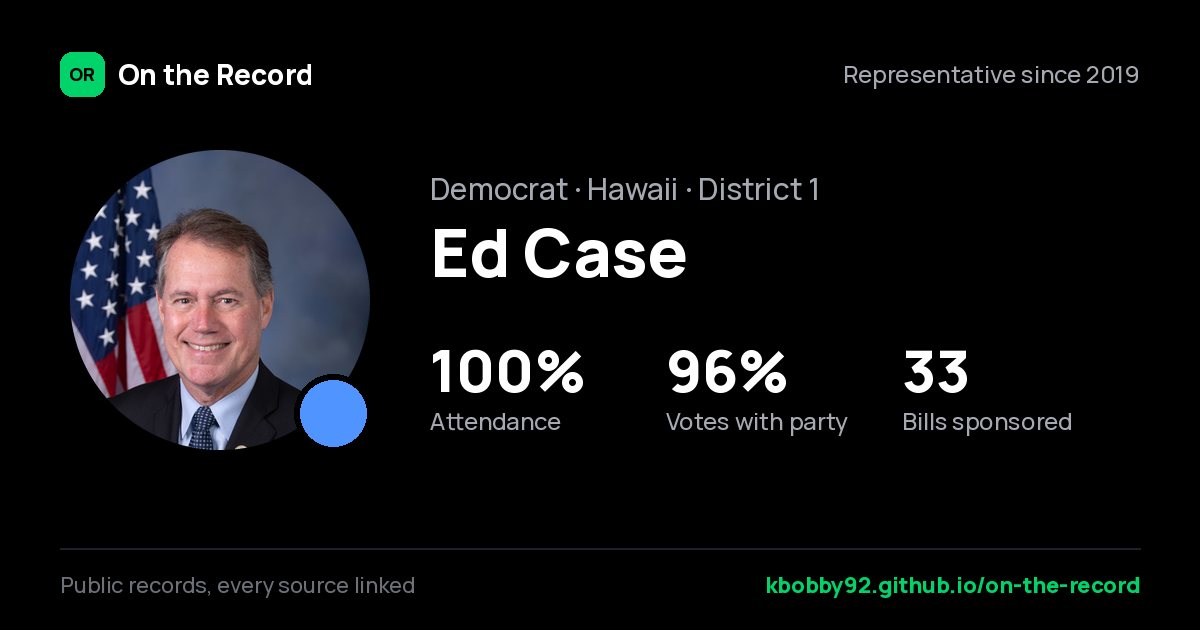 OR On the Record
Representative since 2019
Democrat · Hawaii · District 1
Ed Case
100% 96% 33
Attendance Votes with party Bills sponsored
Public records, every source linked
kbobby92.github.io/on-the-record